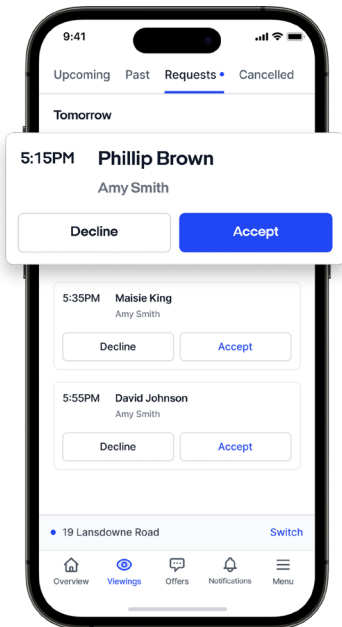 9:41
Upcoming Past Requests Cancelled
Tomorrow
5:15PM Phillip Brown
Amy Smith
Decline Accept
5:35PM Maisie King
Amy Smith
Decline Accept
5:55PM David Johnson
Amy Smith
Decline Accept
19 Lansdowne Road Switch
Overview Viewings Offers Notifications Menu